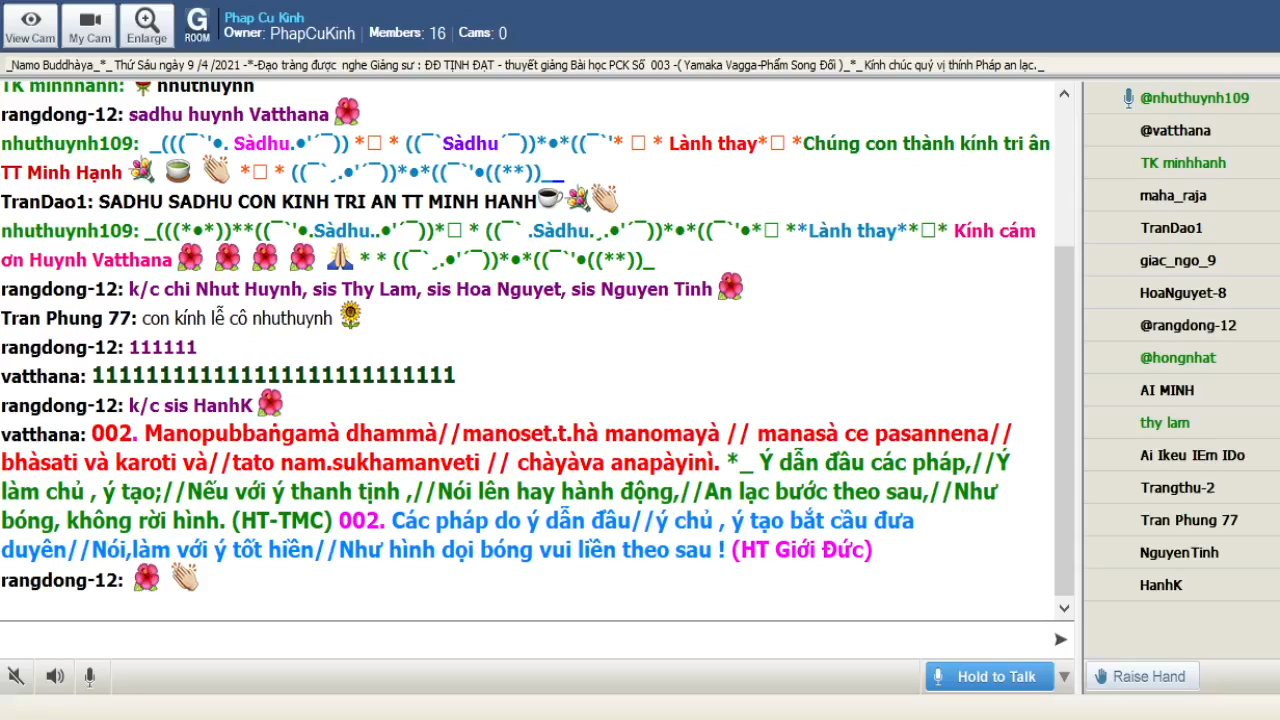 View Cam
My Cam
Enlarge
G
ROOM
Phap Cu Kinh
Owner: PhapCuKinh | Members: 16 | Cams: 0
_Namo Buddhàya_*_ Thứ Sáu ngày 9 /4 /2021 -*-Đạo tràng được nghe Giảng sư : ĐĐ TỊNH ĐẠT - thuyết giảng Bài học PCK Số 003 -( Yamaka Vagga-Phẩm Song Đối )_*_ Kính chúc quý vị thính Pháp an lạc._
TK minhhanh: nhuthuynh
rangdong-12: sadhu huynh Vatthana
nhuthuynh109: _(((¯`'•. Sàdhu.•'´¯)) *□ * ((¯`Sàdhu´¯))*•*((¯`'* □ * Lành thay*□ *Chúng con thành kính tri ân
TT Minh Hạnh *□ * ((¯`ˏ.•'´¯))*•*((¯`'•((**))__
TranDao1: SADHU SADHU CON KINH TRI AN TT MINH HANH
nhuthuynh109: _(((*•*))**((¯`'•.Sàdhu..•'´¯))*□ * ((¯` .Sàdhu.ˏ.•'´¯))*•*((¯`'•*□ **Lành thay**□* Kính cám
ơn Huynh Vatthana * * ((¯`ˏ.•'´¯))*•*((¯`'•((**))_
rangdong-12: k/c chi Nhut Huynh, sis Thy Lam, sis Hoa Nguyet, sis Nguyen Tinh
Tran Phung 77: con kính lễ cô nhuthuynh
rangdong-12: 111111
vatthana: 111111111111111111111111111
rangdong-12: k/c sis HanhK
vatthana: 002. Manopubbaṅgamà dhammà//manoset.t.hà manomayà // manasà ce pasannena//
bhàsati và karoti và//tato nam.sukhamanveti // chàyàva anapàyinì. *_ Ý dẫn đầu các pháp,//Ý
làm chủ , ý tạo;//Nếu với ý thanh tịnh ,//Nói lên hay hành động,//An lạc bước theo sau,//Như
bóng, không rời hình. (HT-TMC) 002. Các pháp do ý dẫn đầu//ý chủ , ý tạo bắt cầu đưa
duyên//Nói,làm với ý tốt hiền//Như hình dọi bóng vui liền theo sau ! (HT Giới Đức)
rangdong-12:
Hold to Talk
@nhuthuynh109
@vatthana
TK minhhanh
maha_raja
TranDao1
giac_ngo_9
HoaNguyet-8
@rangdong-12
@hongnhat
AI MINH
thy lam
Ai Ikeu IEm IDo
Trangthu-2
Tran Phung 77
NguyenTinh
HanhK
Raise Hand